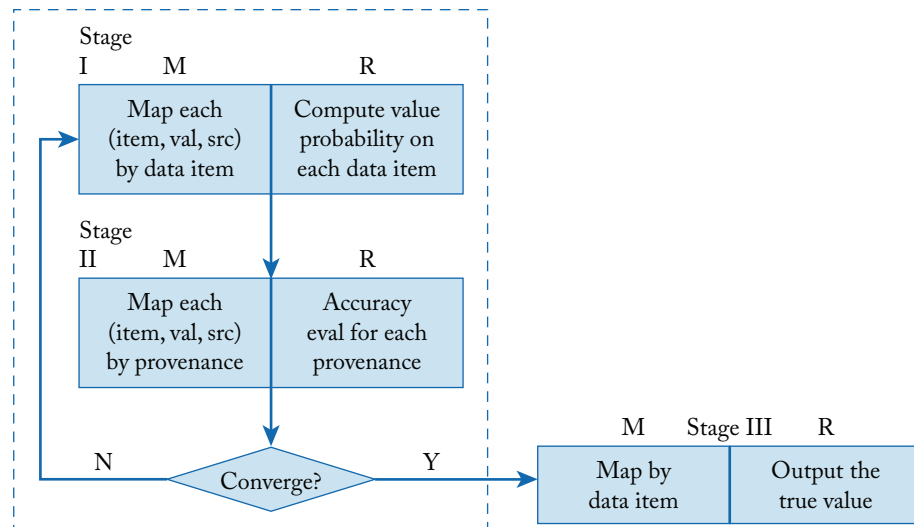 Stage
I M R
Map each
(item, val, src)
by data item
Compute value
probability on
each data item
Stage
II M R
Map each
(item, val, src)
by provenance
Accuracy
eval for each
provenance
N
Converge?
Y
M Stage III R
Map by
data item
Output the
true value